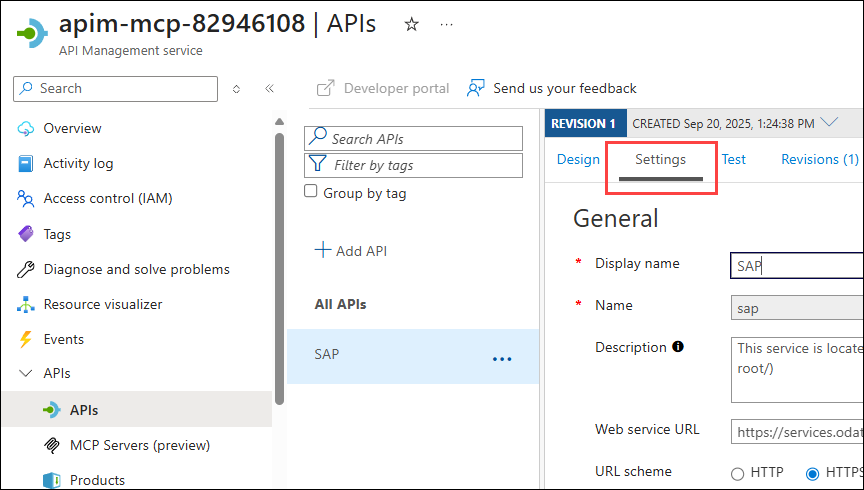 apim-mcp-82946108 | APIs
API Management service
Search
Developer portal
Send us your feedback
Overview
Activity log
Access control (IAM)
Tags
Diagnose and solve problems
Resource visualizer
Events
APIs
APIs
MCP Servers (preview)
Products
Search APIs
Filter by tags
Group by tag
Add API
All APIs
SAP
REVISION 1
CREATED Sep 20, 2025, 1:24:38 PM
Design
Settings
Test
Revisions (1)
General
* Display name
SAP
* Name
sap
Description
This service is locate
root/)
Web service URL
https://services.odat
URL scheme
HTTP
HTTPS